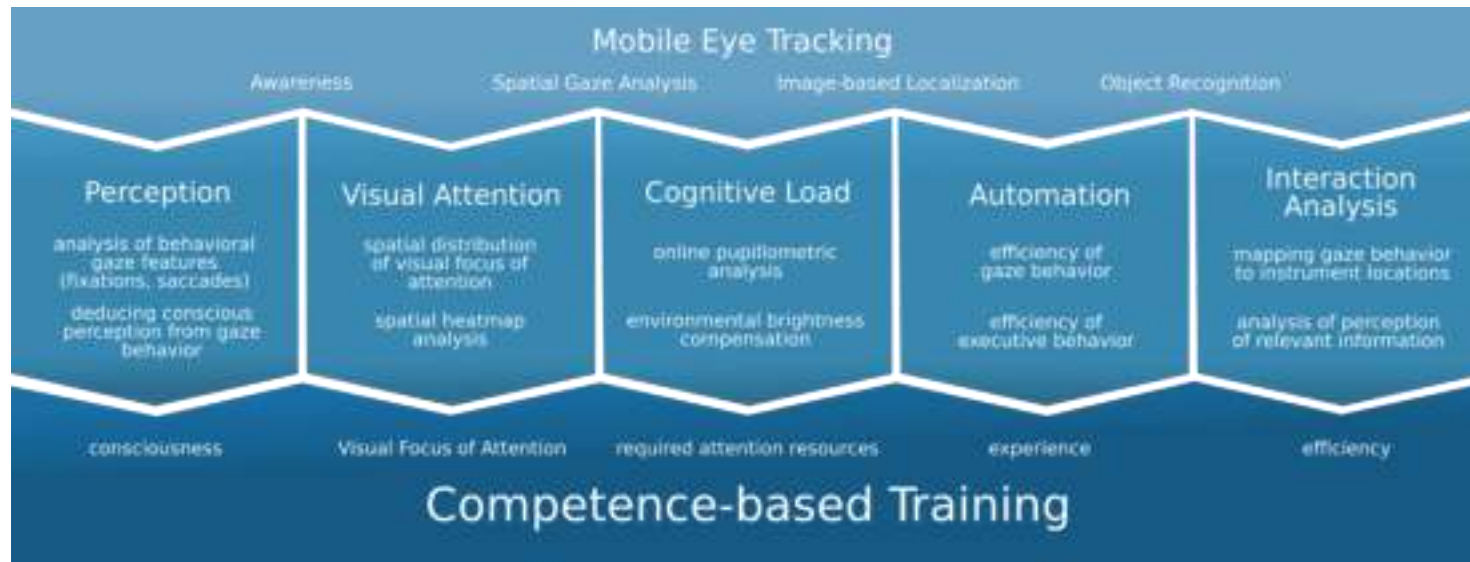 Mobile Eye Tracking
Awareness
Spatial Gaze Analysis
Image-based Localization
Object Recognition
Perception
analysis of behavioral
gaze features
(fixations, saccades)
deducing conscious
perception from gaze
behavior
Visual Attention
spatial distribution
of visual focus of
attention
spatial heatmap
analysis
Cognitive Load
online pupillometric
analysis
environmental brightness
compensation
Automation
efficiency of
gaze behavior
efficiency of
executive behavior
Interaction
Analysis
mapping gaze behavior
to instrument locations
analysis of perception
of relevant information
consciousness
Visual Focus of Attention
required attention resources
experience
efficiency
Competence-based Training